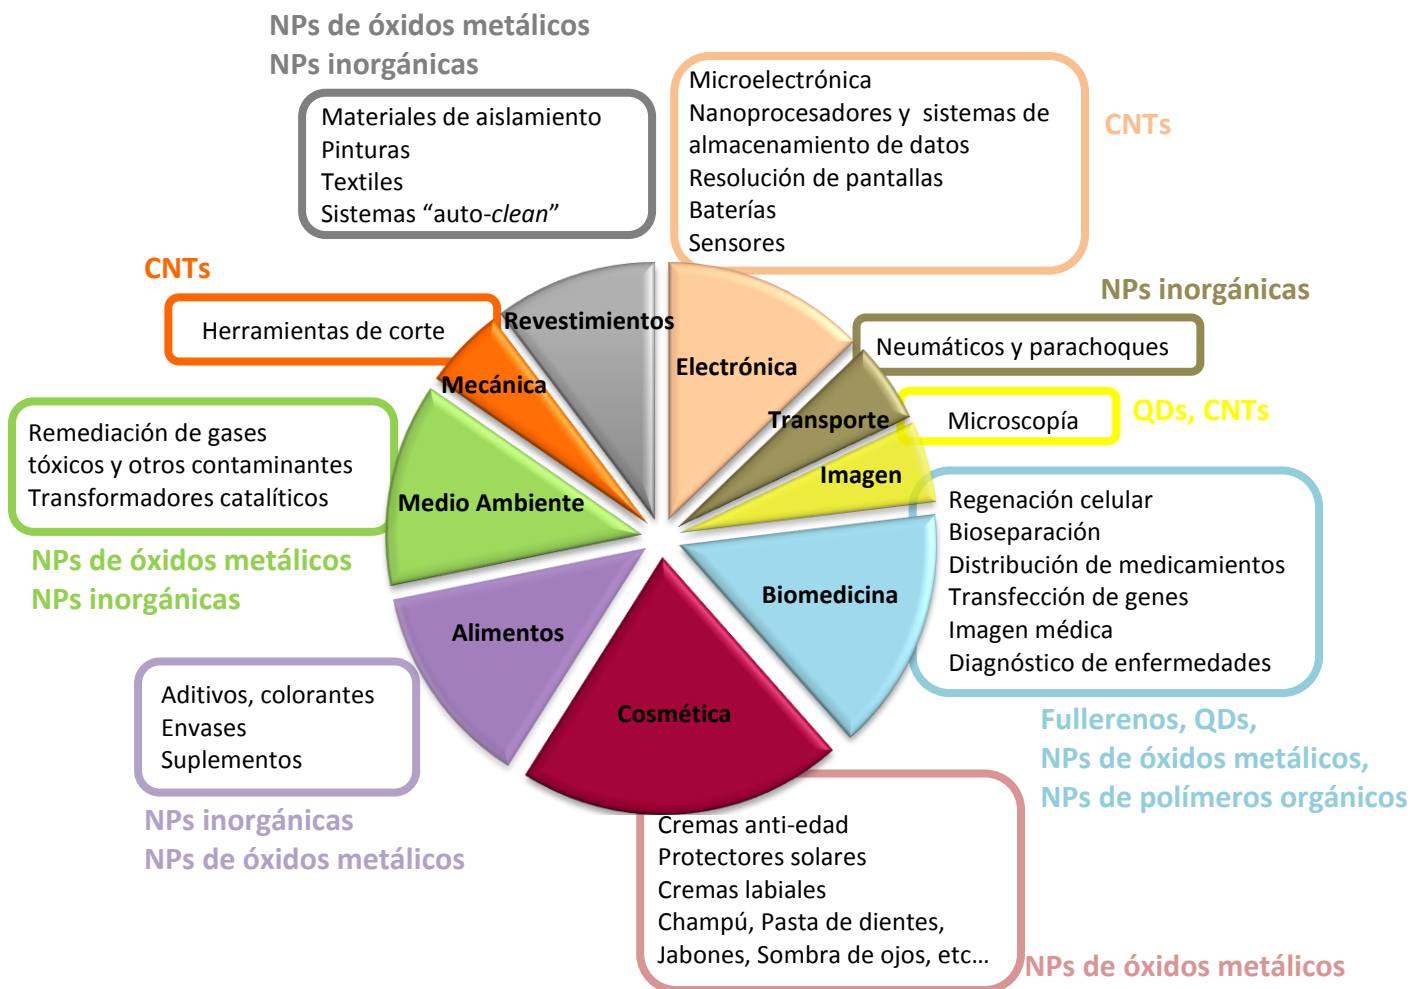 NPs de óxidos metálicos
NPs inorgánicas
Materiales de aislamiento
Pinturas
Textiles
Sistemas “auto-clean”
Microelectrónica
Nanoprocesadores y sistemas de
almacenamiento de datos
Resolución de pantallas
Baterías
Sensores
CNTs
CNTs
Herramientas de corte
NPs inorgánicas
Neumáticos y parachoques
QDs, CNTs
Microscopía
Revestimientos
Electrónica
Mecánica
Transporte
Imagen
Medio Ambiente
Biomedicina
Alimentos
Cosmética
Remediación de gases
tóxicos y otros contaminantes
Transformadores catalíticos
NPs de óxidos metálicos
NPs inorgánicas
Regenación celular
Bioseparación
Distribución de medicamientos
Transfección de genes
Imagen médica
Diagnóstico de enfermedades
Fullerenos, QDs,
NPs de óxidos metálicos,
NPs de polímeros orgánicos
Aditivos, colorantes
Envases
Suplementos
NPs inorgánicas
NPs de óxidos metálicos
Cremas anti-edad
Protectores solares
Cremas labiales
Champú, Pasta de dientes,
Jabones, Sombra de ojos, etc…
NPs de óxidos metálicos